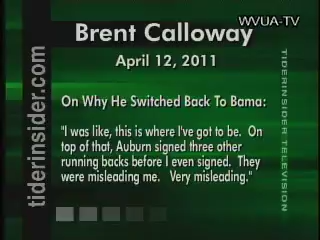 WVUA-TV
Brent Calloway
April 12, 2011
On Why He Switched Back To Bama:
"I was like, this is where I've got to be.  On
top of that, Auburn signed three other
running backs before I even signed.  They
were misleading me.   Very misleading."
tiderinsider.com
TIDERINSIDER TELEVISION